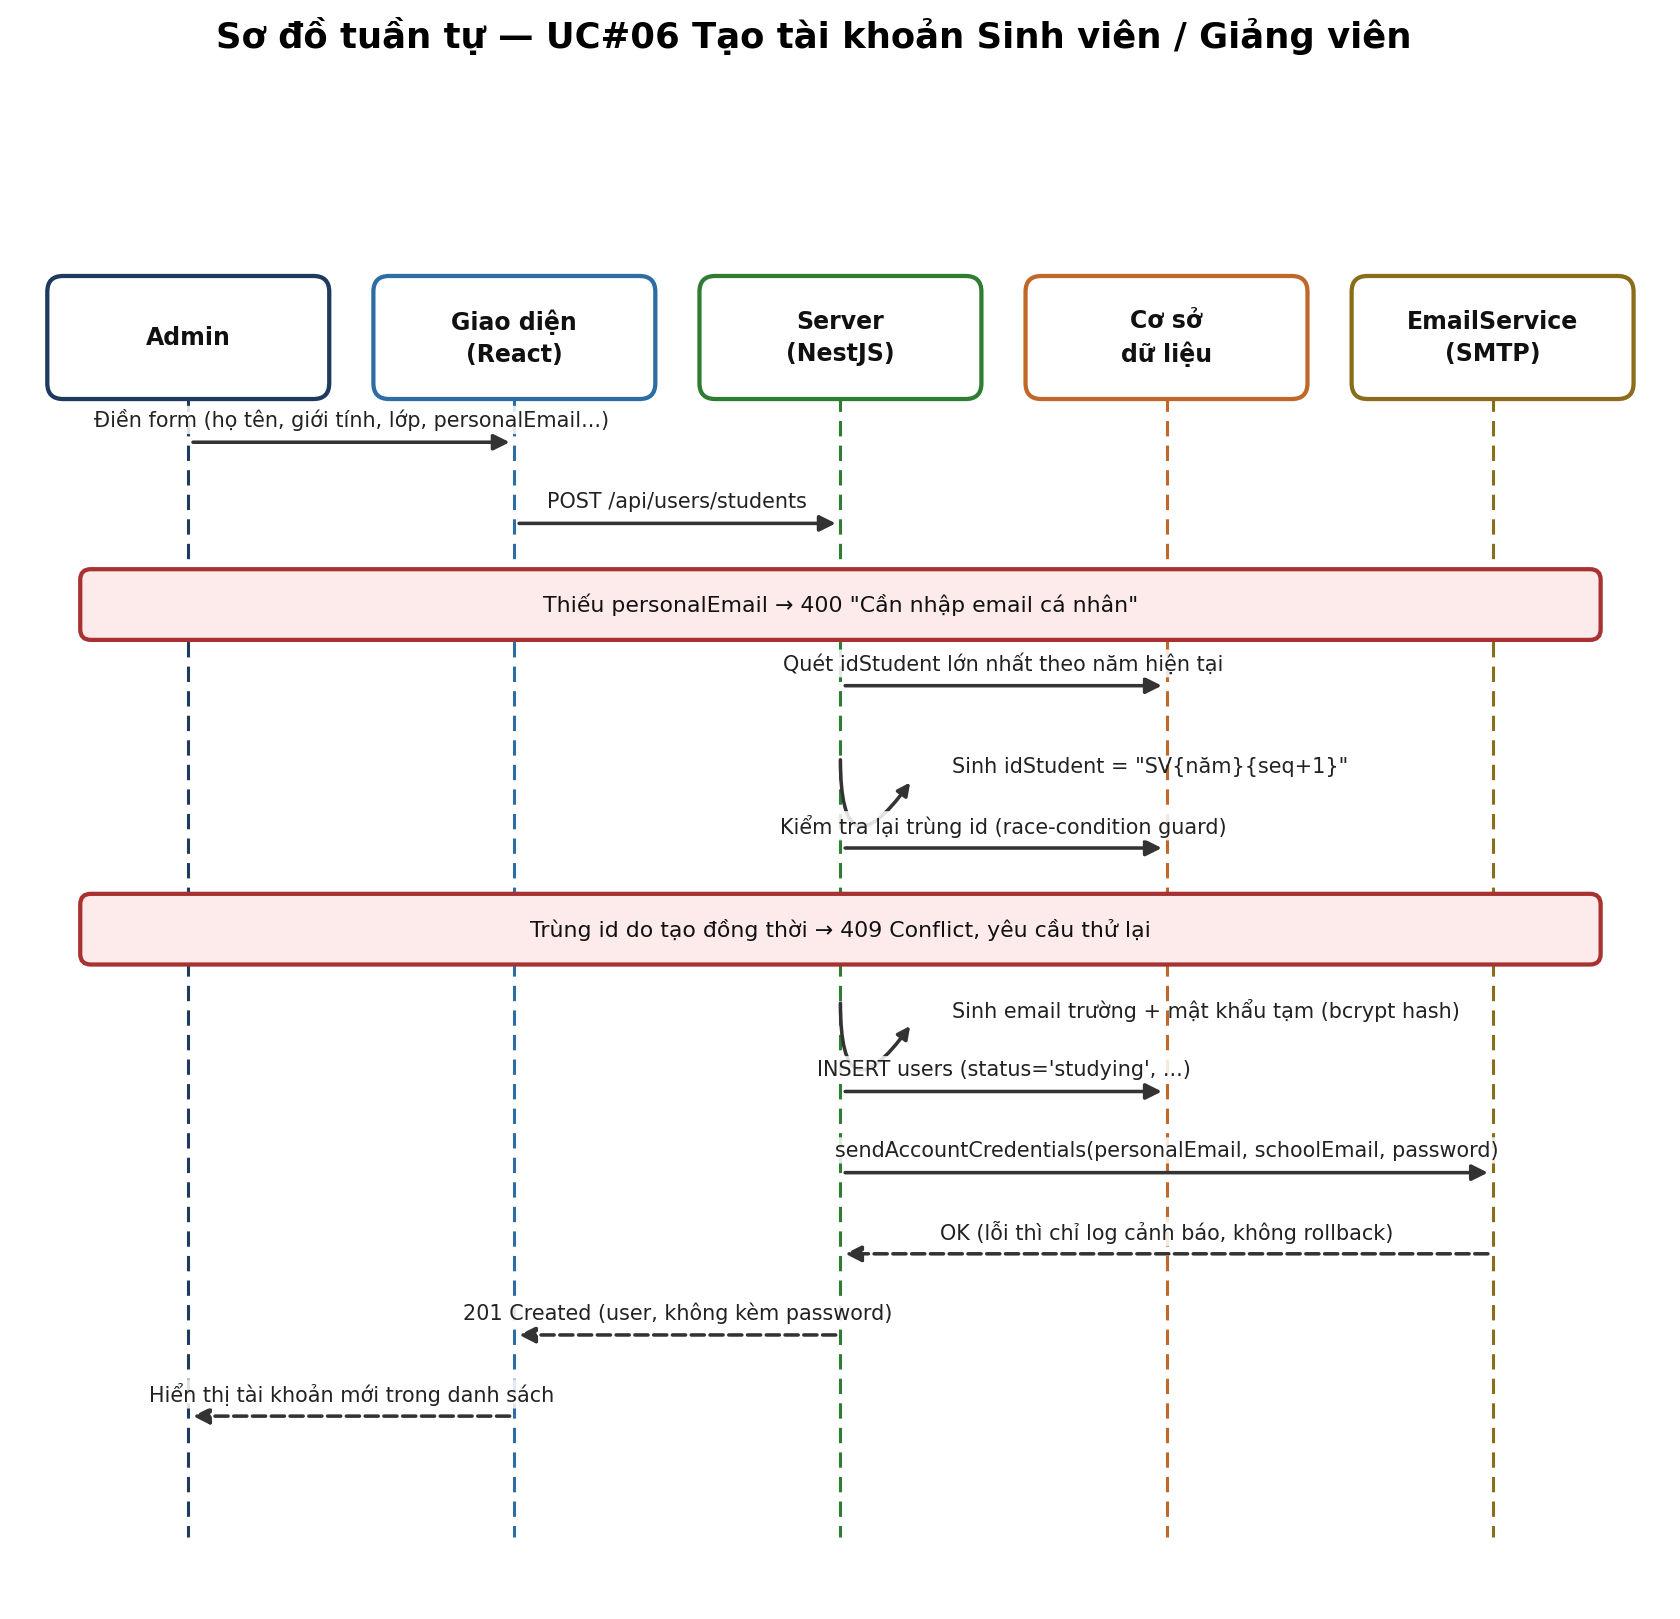 Sơ đồ tuần tự — UC#06 Tạo tài khoản Sinh viên / Giảng viên
Admin
Giao diện
(React)
Server
(NestJS)
Cơ sở
dữ liệu
EmailService
(SMTP)
Điền form (họ tên, giới tính, lớp, personalEmail...)
POST /api/users/students
Thiếu personalEmail → 400 "Cần nhập email cá nhân"
Quét idStudent lớn nhất theo năm hiện tại
Sinh idStudent = "SV{năm}{seq+1}"
Kiểm tra lại trùng id (race-condition guard)
Trùng id do tạo đồng thời → 409 Conflict, yêu cầu thử lại
Sinh email trường + mật khẩu tạm (bcrypt hash)
INSERT users (status='studying', ...)
sendAccountCredentials(personalEmail, schoolEmail, password)
OK (lỗi thì chỉ log cảnh báo, không rollback)
201 Created (user, không kèm password)
Hiển thị tài khoản mới trong danh sách